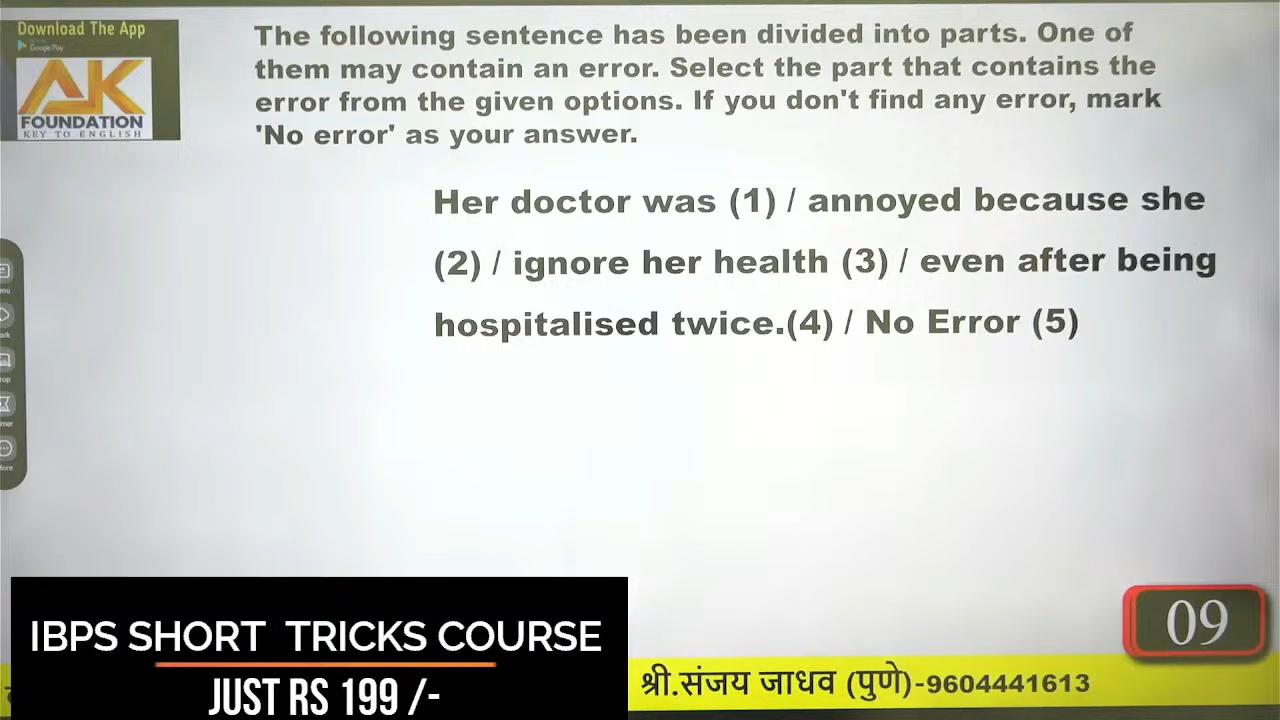 Download The App
Google Play
AK
FOUNDATION
KEY TO ENGLISH
The following sentence has been divided into parts. One of
them may contain an error. Select the part that contains the
error from the given options. If you don't find any error, mark
'No error' as your answer.
Her doctor was (1) / annoyed because she
(2) / ignore her health (3) / even after being
hospitalised twice.(4) / No Error (5)
09
IBPS SHORT TRICKS COURSE
JUST RS 199 /-
श्री.संजय जाधव (पुणे)-9604441613